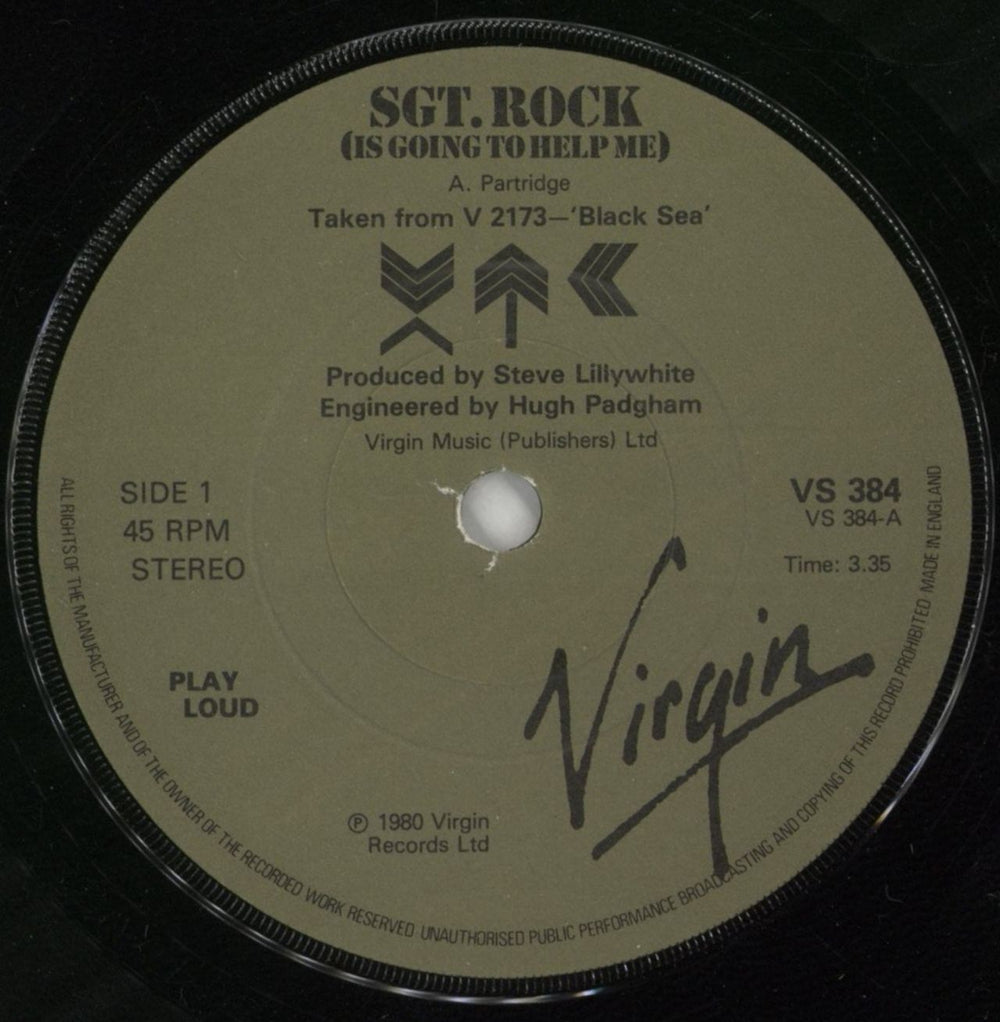 SGT. ROCK
(IS GOING TO HELP ME)
A. Partridge
Taken from V 2173—'Black Sea'
XTC
Produced by Steve Lillywhite
Engineered by Hugh Padgham
Virgin Music (Publishers) Ltd
SIDE 1
45 RPM
STEREO
VS 384
VS 384-A
Time: 3.35
PLAY
LOUD
Virgin
℗ 1980 Virgin
Records Ltd
ALL RIGHTS OF THE MANUFACTURER AND OF THE OWNER OF THE RECORDED WORK RESERVED · UNAUTHORISED PUBLIC PERFORMANCE BROADCASTING AND COPYING OF THIS RECORD PROHIBITED · MADE IN ENGLAND